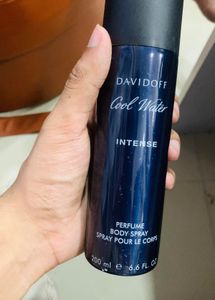 DAVIDOFF
Cool Water
INTENSE
PERFUME
BODY SPRAY
SPRAY POUR LE CORPS
200 ml e 6,6 FL. OZ.